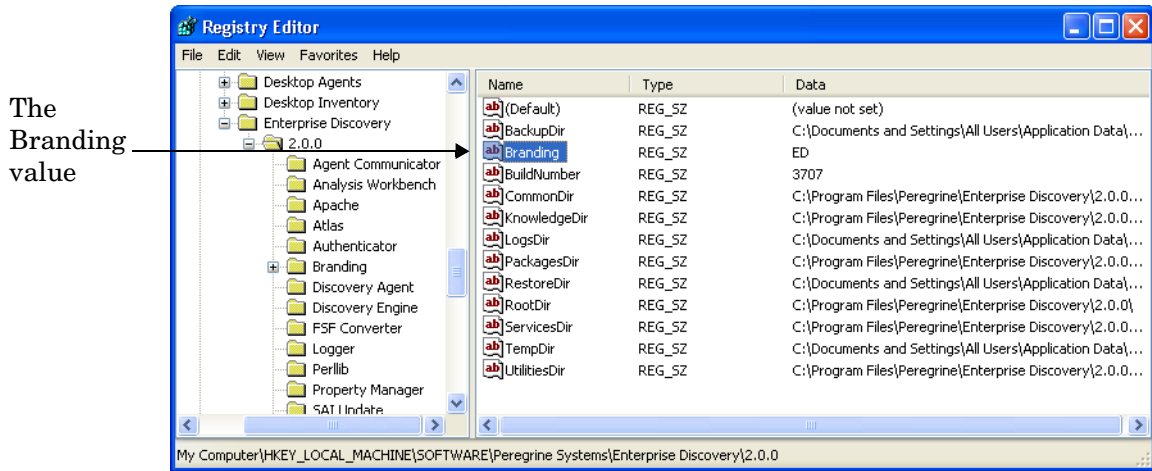 Registry Editor
File Edit View Favorites Help
The
Branding
value
Desktop Agents
Desktop Inventory
Enterprise Discovery
2.0.0
Agent Communicator
Analysis Workbench
Apache
Atlas
Authenticator
Branding
Discovery Agent
Discovery Engine
FSF Converter
Logger
Perllib
Property Manager
SAI Update
Name Type Data
(Default) REG_SZ (value not set)
BackupDir REG_SZ C:\Documents and Settings\All Users\Application Data\...
Branding REG_SZ ED
BuildNumber REG_SZ 3707
CommonDir REG_SZ C:\Program Files\Peregrine\Enterprise Discovery\2.0.0...
KnowledgeDir REG_SZ C:\Program Files\Peregrine\Enterprise Discovery\2.0.0...
LogsDir REG_SZ C:\Documents and Settings\All Users\Application Data\...
PackagesDir REG_SZ C:\Program Files\Peregrine\Enterprise Discovery\2.0.0...
RestoreDir REG_SZ C:\Documents and Settings\All Users\Application Data\...
RootDir REG_SZ C:\Program Files\Peregrine\Enterprise Discovery\2.0.0\
ServicesDir REG_SZ C:\Program Files\Peregrine\Enterprise Discovery\2.0.0...
TempDir REG_SZ C:\Documents and Settings\All Users\Application Data\...
UtilitiesDir REG_SZ C:\Program Files\Peregrine\Enterprise Discovery\2.0.0...
My Computer\HKEY_LOCAL_MACHINE\SOFTWARE\Peregrine Systems\Enterprise Discovery\2.0.0